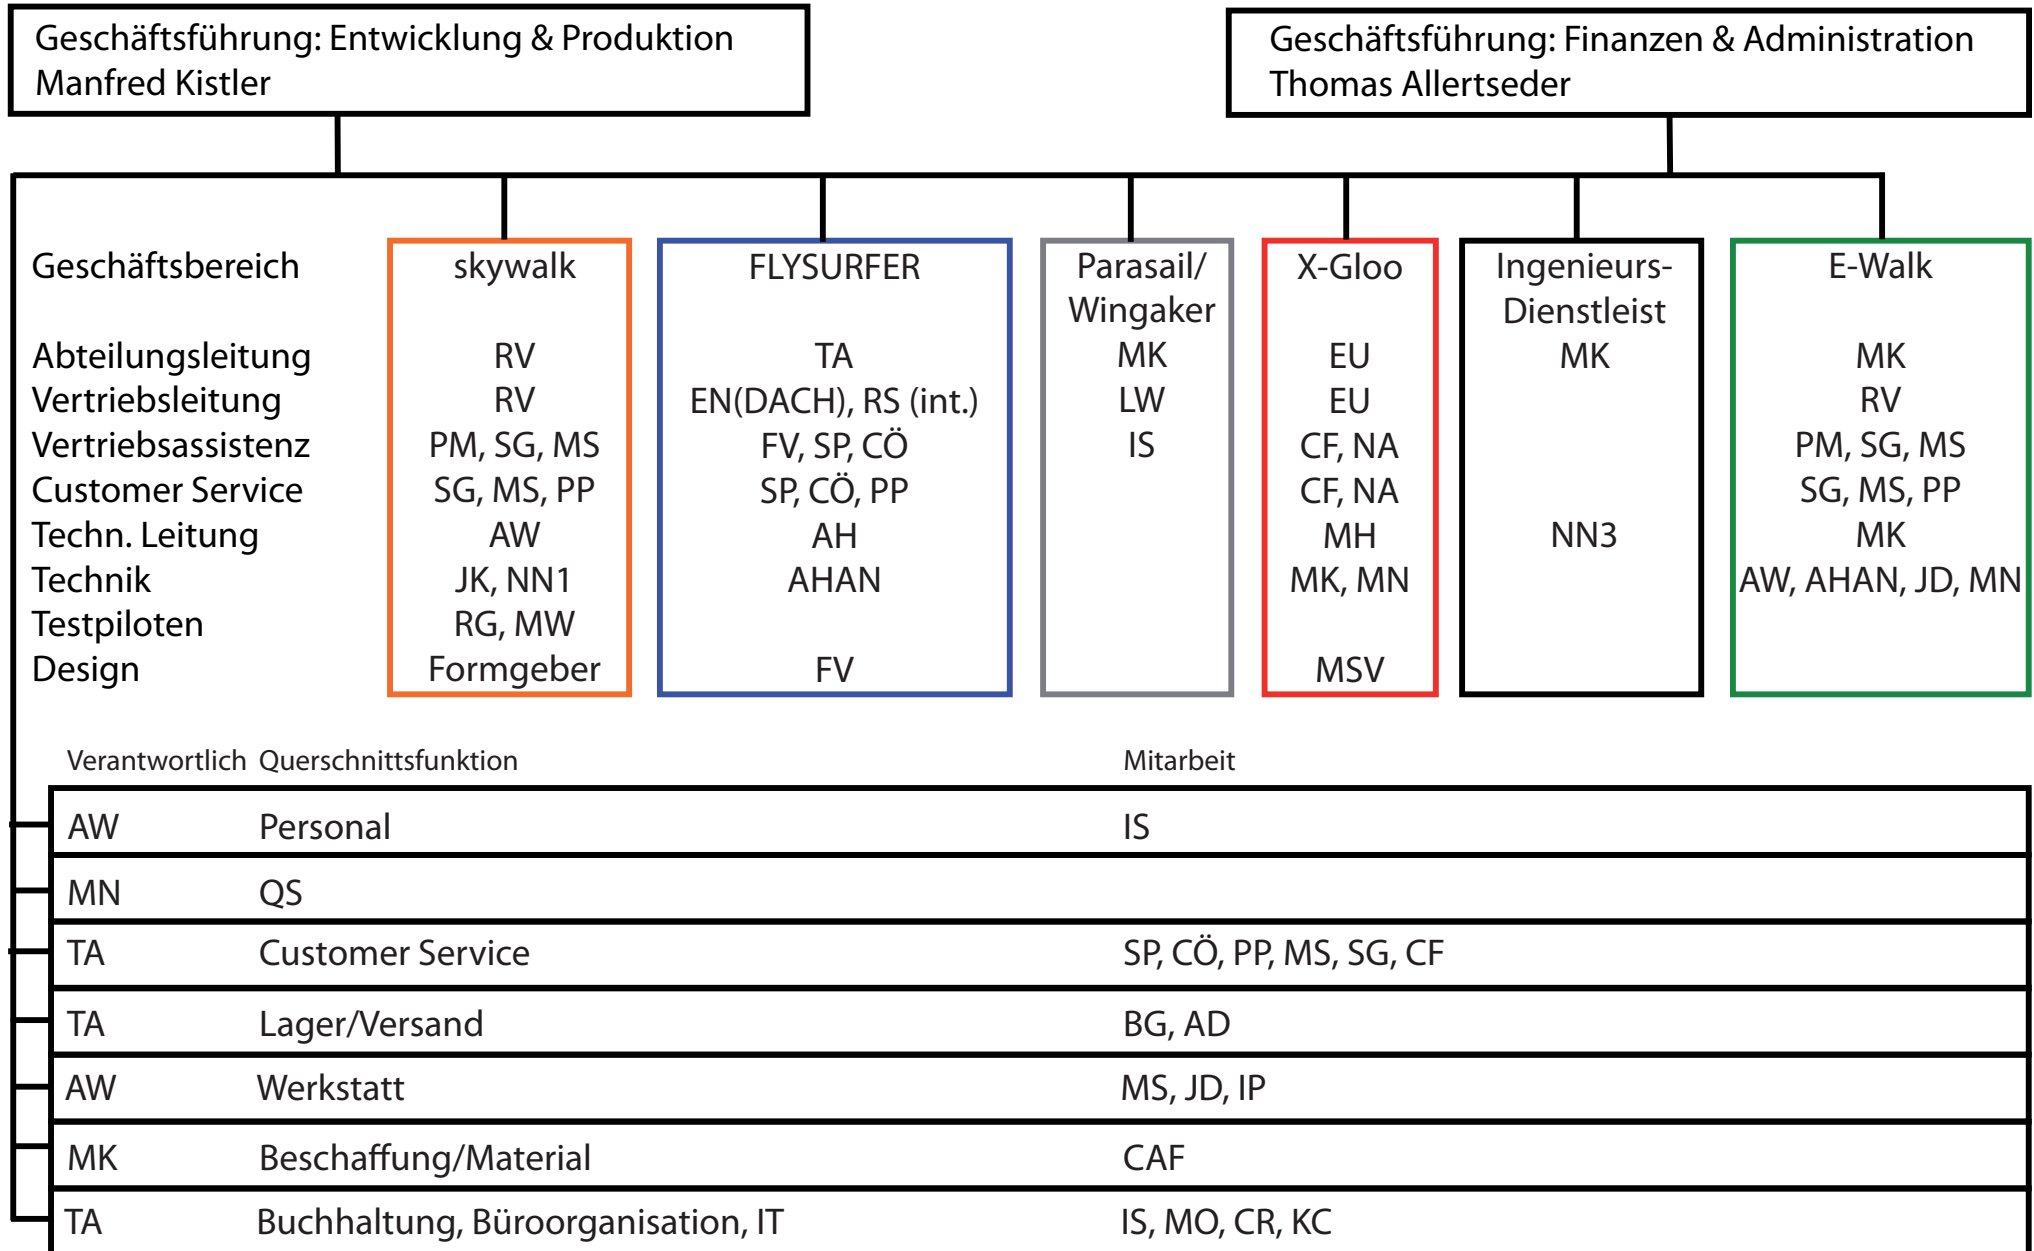 Geschäftsführung: Entwicklung & Produktion
Manfred Kistler
Geschäftsführung: Finanzen & Administration
Thomas Allertseder
Geschäftsbereich skywalk FLYSURFER Parasail/ X-Gloo Ingenieurs- E-Walk
Wingaker Dienstleist
Abteilungsleitung RV TA MK EU MK MK
Vertriebsleitung RV EN(DACH), RS (int.) LW EU RV
Vertriebsassistenz PM, SG, MS FV, SP, CÖ IS CF, NA PM, SG, MS
Customer Service SG, MS, PP SP, CÖ, PP CF, NA SG, MS, PP
Techn. Leitung AW AH MH NN3 MK
Technik JK, NN1 AHAN MK, MN AW, AHAN, JD, MN
Testpiloten RG, MW
Design Formgeber FV MSV
Verantwortlich Querschnittsfunktion Mitarbeit
AW Personal IS
MN QS
TA Customer Service SP, CÖ, PP, MS, SG, CF
TA Lager/Versand BG, AD
AW Werkstatt MS, JD, IP
MK Beschaffung/Material CAF
TA Buchhaltung, Büroorganisation, IT IS, MO, CR, KC